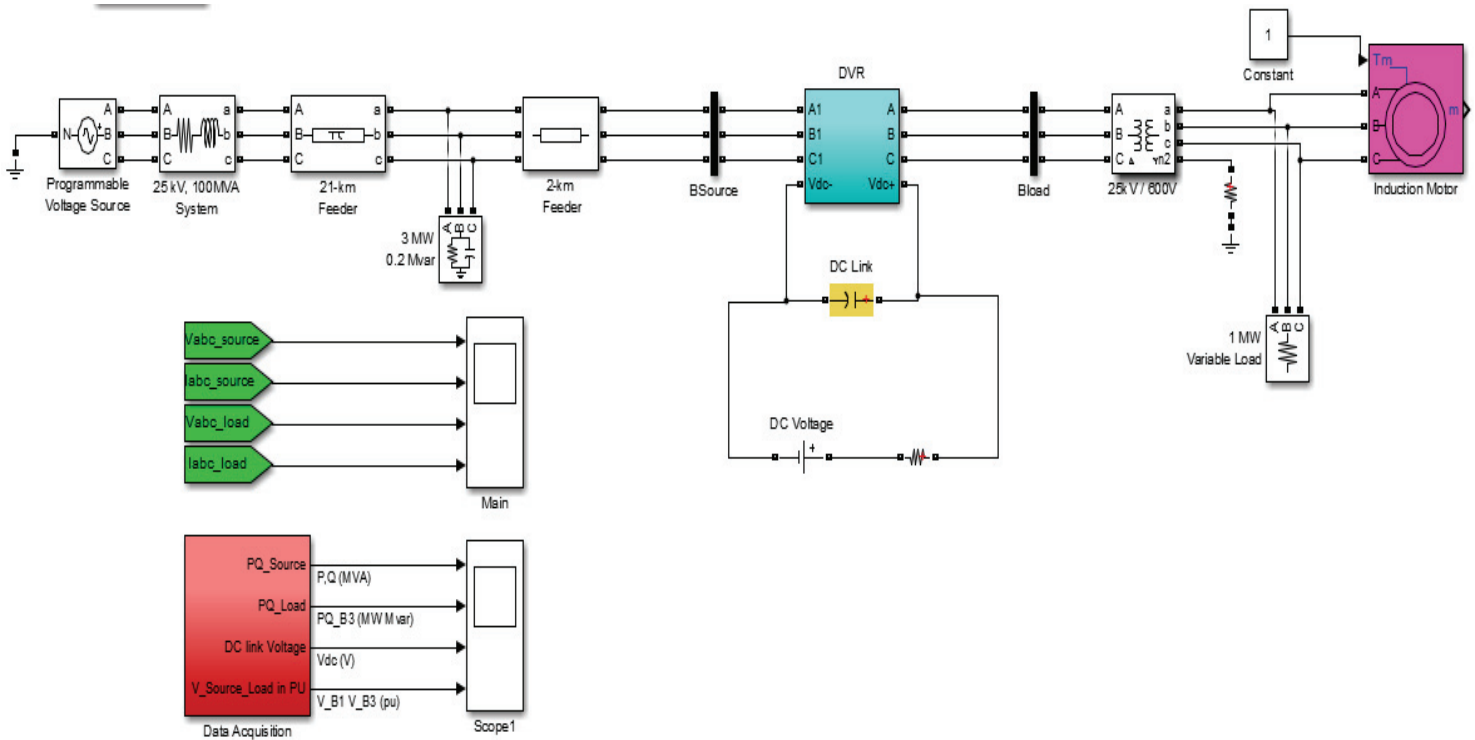 1
Constant
DVR
Tm
A
B
C
m
Induction Motor
N
A
B
C
Programmable
Voltage Source
A
B
C
a
b
c
25 kV, 100MVA
System
A
B
C
a
b
c
21-km
Feeder
A
B
C
3 MW
0.2 Mvar
2-km
Feeder
BSource
A1
B1
C1
Vdc-
A
B
C
Vdc+
Bload
A
B
C
a
b
c
n2
25kV / 600V
A
B
C
1 MW
Variable Load
DC Link
DC Voltage
+
Vabc_source
Iabc_source
Vabc_load
Iabc_load
Main
PQ_Source
PQ_Load
DC link Voltage
V_Source_Load in PU
P,Q (MVA)
PQ_B3 (MW Mvar)
Vdc (V)
V_B1 V_B3 (pu)
Data Acquisition
Scope1